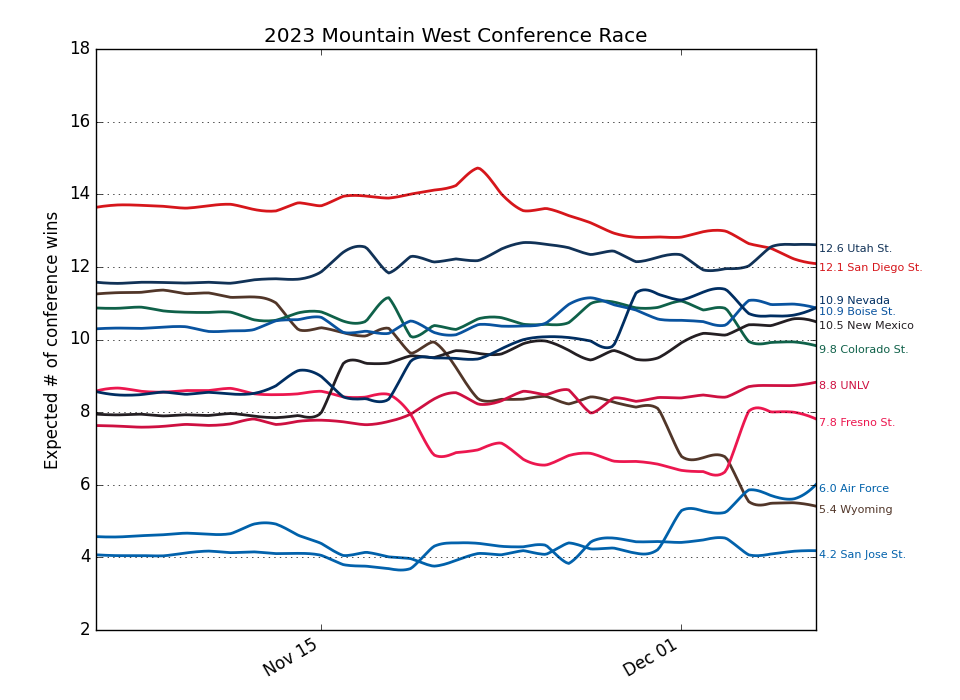 2023 Mountain West Conference Race
Expected # of conference wins
18
16
14
12
10
8
6
4
2
12.6 Utah St.
12.1 San Diego St.
10.9 Nevada
10.9 Boise St.
10.5 New Mexico
9.8 Colorado St.
8.8 UNLV
7.8 Fresno St.
6.0 Air Force
5.4 Wyoming
4.2 San Jose St.
Nov 15
Dec 01